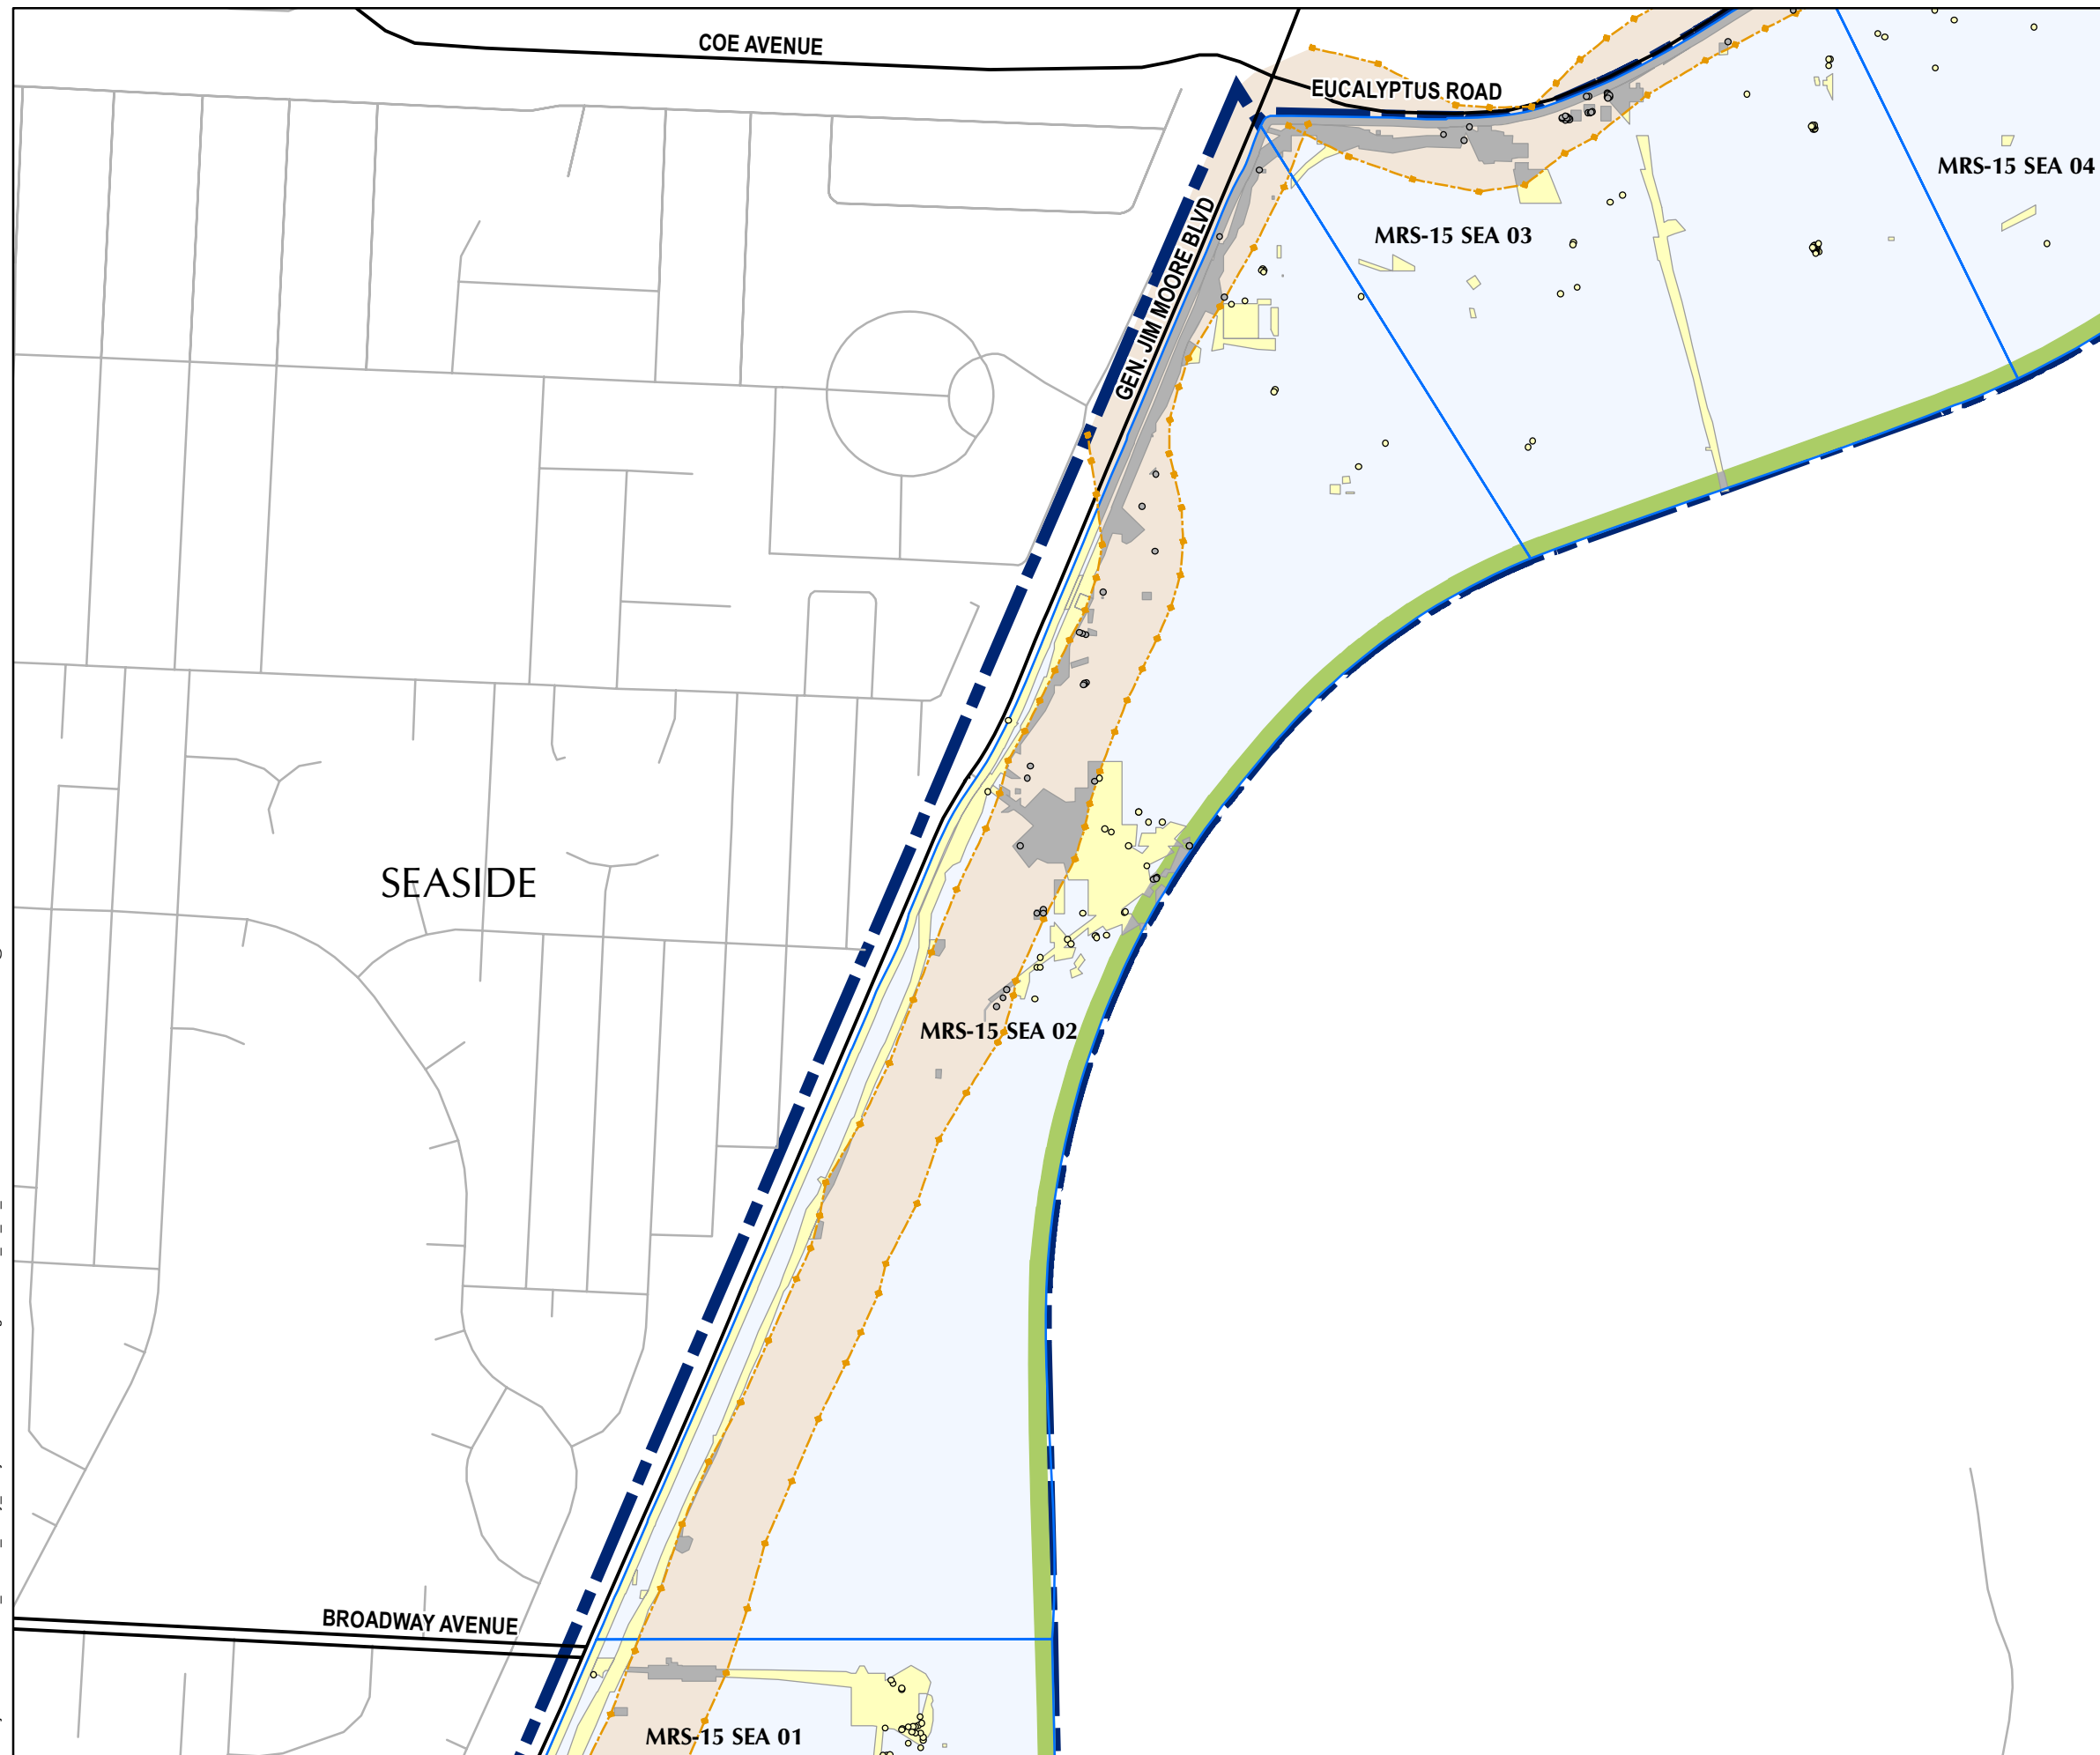 COE AVENUE
EUCALYPTUS ROAD
MRS-15 SEA 04
MRS-15 SEA 03
GEN. JIM MOORE BLVD
SEASIDE
MRS-15 SEA 02
BROADWAY AVENUE
MRS-15 SEA 01